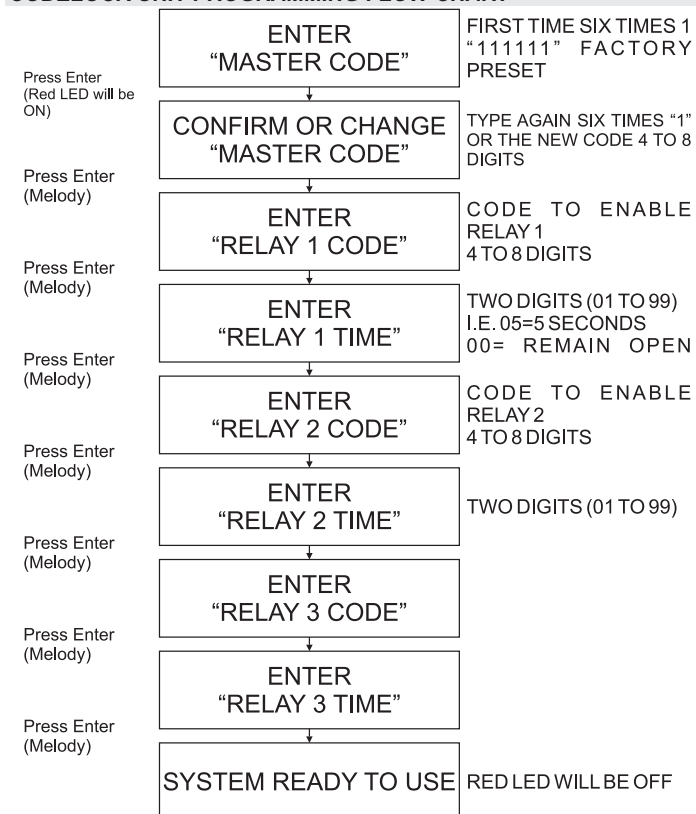 ENTER
“MASTER CODE”
FIRST TIME SIX TIMES 1
“111111” FACTORY
PRESET
Press Enter
(Red LED will be
ON)
CONFIRM OR CHANGE
“MASTER CODE”
TYPE AGAIN SIX TIMES “1”
OR THE NEW CODE 4 TO 8
DIGITS
Press Enter
(Melody)
ENTER
“RELAY 1 CODE”
CODE TO ENABLE
RELAY 1
4 TO 8 DIGITS
Press Enter
(Melody)
ENTER
“RELAY 1 TIME”
TWO DIGITS (01 TO 99)
I.E. 05=5 SECONDS
00= REMAIN OPEN
Press Enter
(Melody)
ENTER
“RELAY 2 CODE”
CODE TO ENABLE
RELAY 2
4 TO 8 DIGITS
Press Enter
(Melody)
ENTER
“RELAY 2 TIME”
TWO DIGITS (01 TO 99)
Press Enter
(Melody)
ENTER
“RELAY 3 CODE”
Press Enter
(Melody)
ENTER
“RELAY 3 TIME”
Press Enter
(Melody)
SYSTEM READY TO USE
RED LED WILL BE OFF